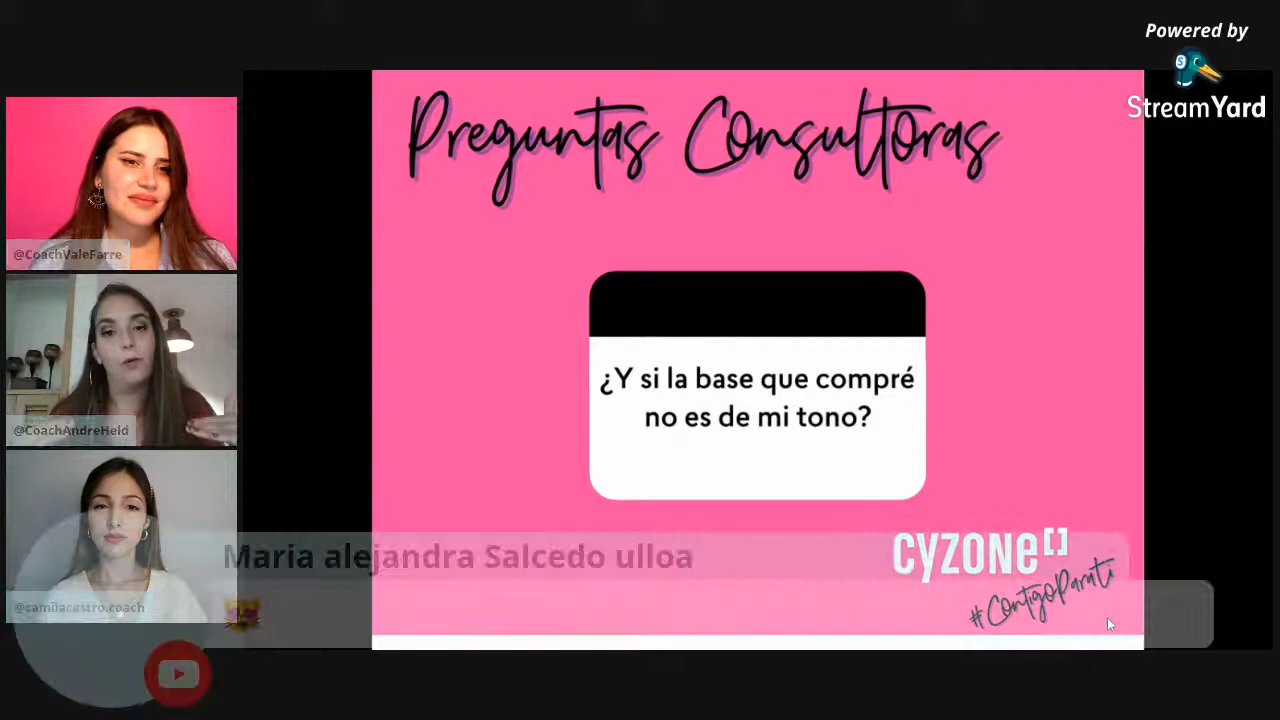 Powered by
StreamYard
Preguntas Consultoras
@CoachValeFarre
@CoachAndreHeld
@camilacastro.coach
¿Y si la base que compré
no es de mi tono?
Maria alejandra Salcedo ulloa
cyzone[]
#ContigoParati